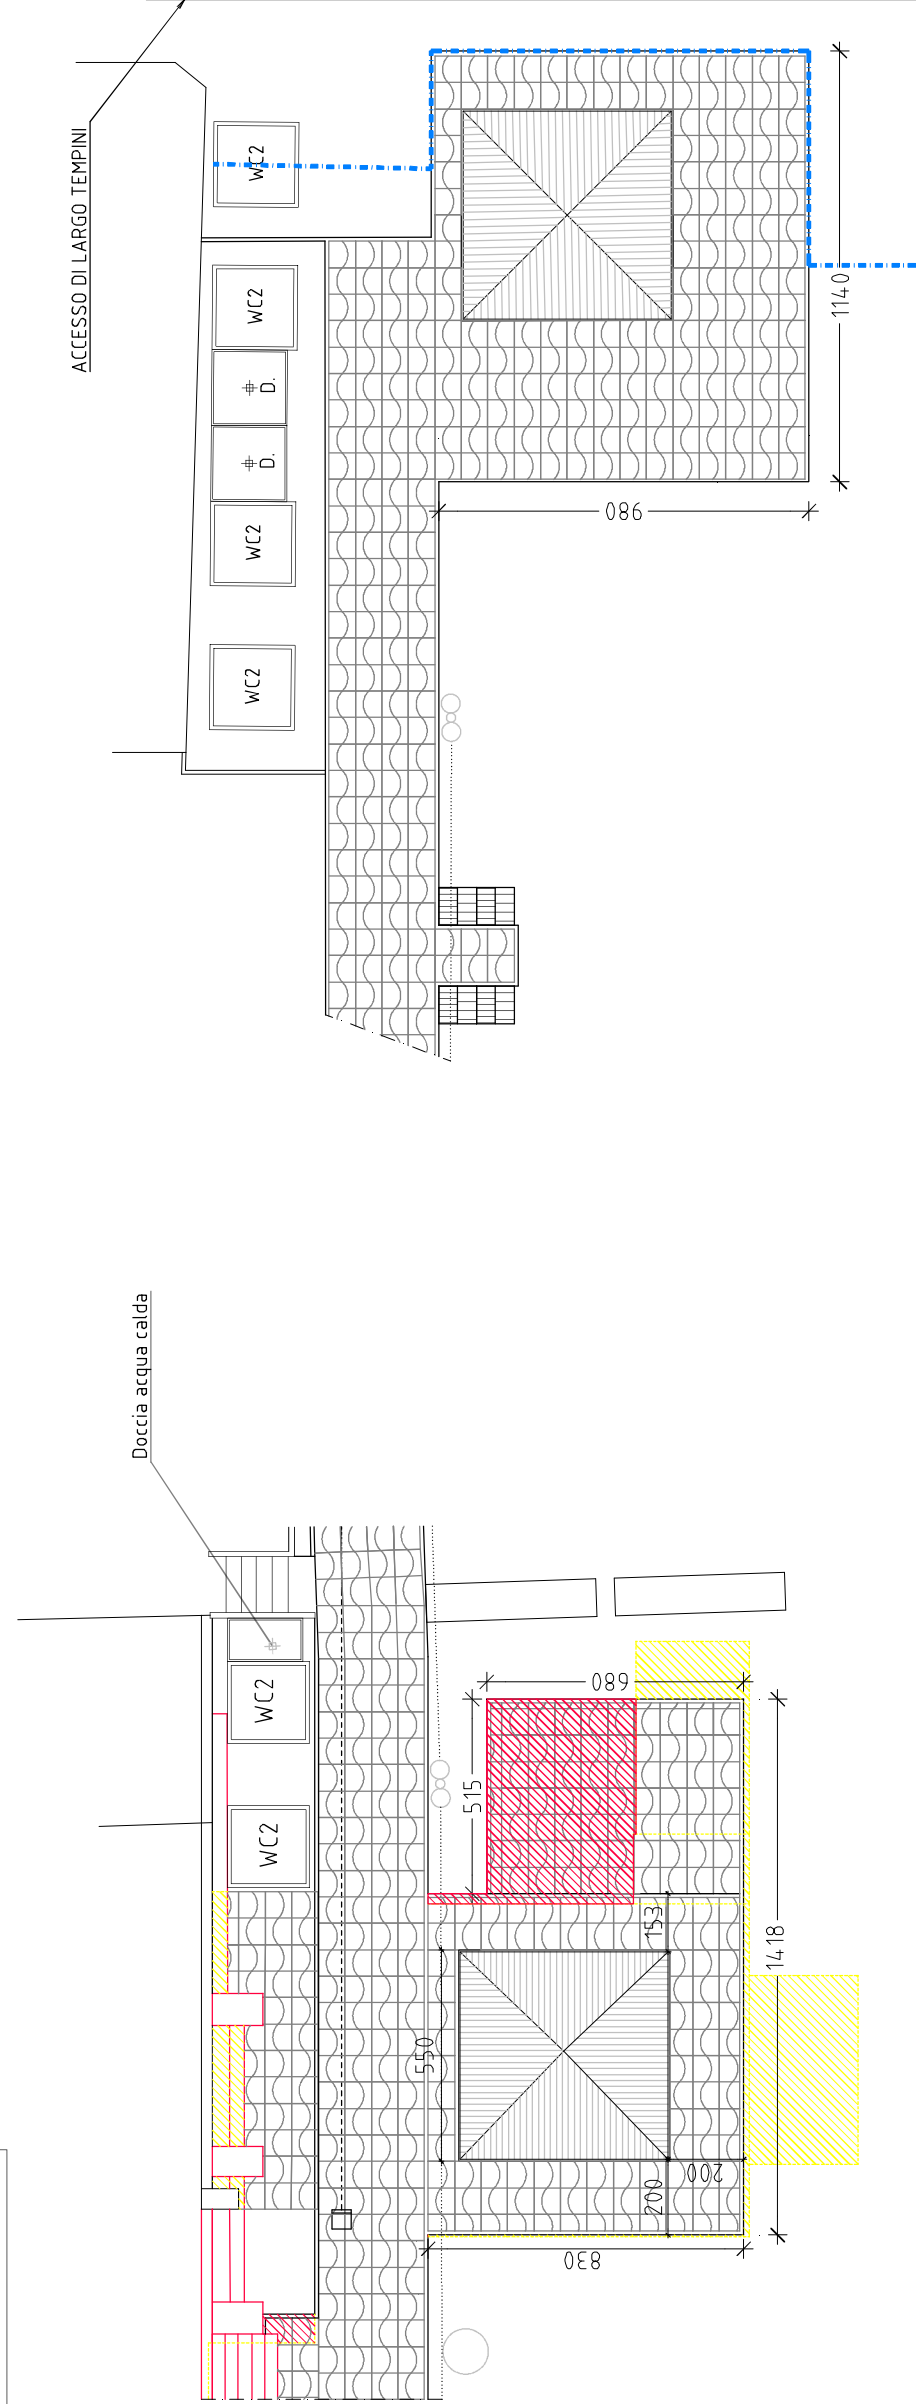 ACCESSO DI LARGO TEMPINI
WC2
WC2
D.
D.
WC2
WC2
1140
980
Doccia acqua calda
WC2
WC2
680
515
153
1418
550
200
200
830